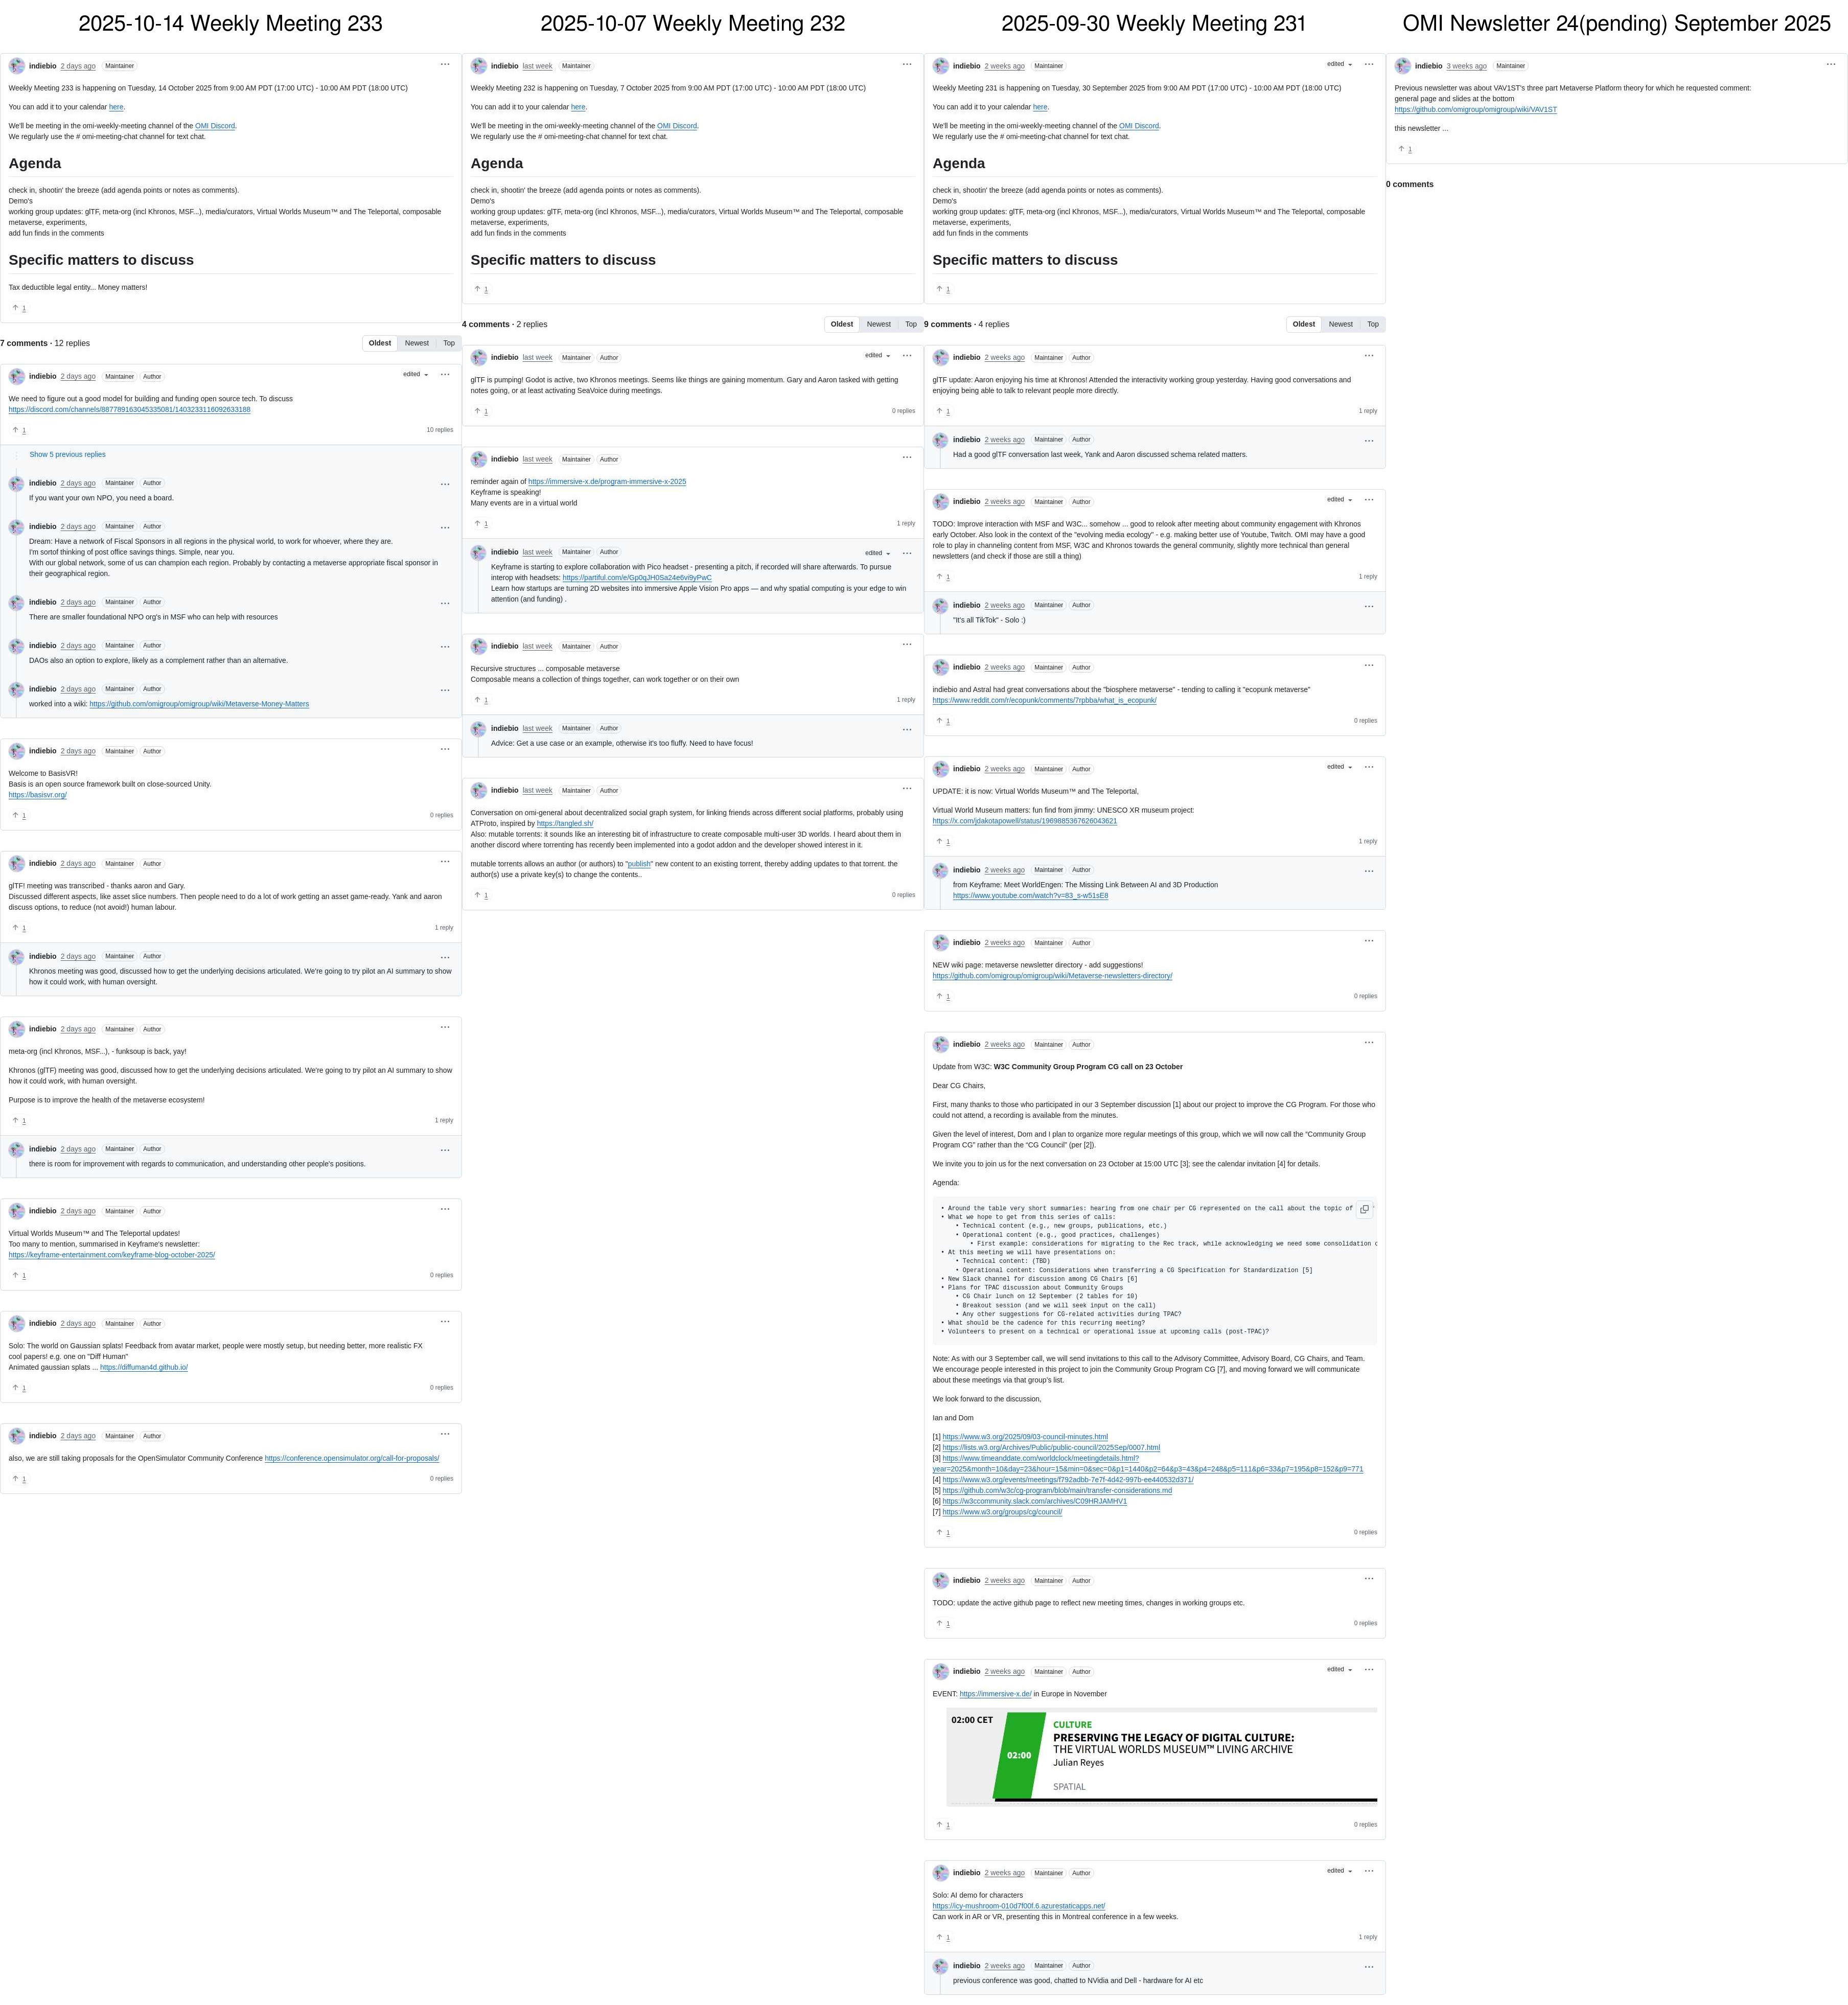 2025-10-14 Weekly Meeting 233
indiebio 2 days ago Maintainer
Weekly Meeting 233 is happening on Tuesday, 14 October 2025 from 9:00 AM PDT (17:00 UTC) - 10:00 AM PDT (18:00 UTC)
You can add it to your calendar here.
We'll be meeting in the omi-weekly-meeting channel of the OMI Discord.
We regularly use the # omi-meeting-chat channel for text chat.
Agenda
check in, shootin' the breeze (add agenda points or notes as comments).
Demo's
working group updates: glTF, meta-org (incl Khronos, MSF...), media/curators, Virtual Worlds Museum™ and The Teleportal, composable
metaverse, experiments,
add fun finds in the comments
Specific matters to discuss
Tax deductible legal entity... Money matters!
1
7 comments · 12 replies
Oldest Newest Top
indiebio 2 days ago Maintainer Author edited
We need to figure out a good model for building and funding open source tech. To discuss
https://discord.com/channels/887789163045335081/1403233116092633188
1 10 replies
Show 5 previous replies
indiebio 2 days ago Maintainer Author
If you want your own NPO, you need a board.
indiebio 2 days ago Maintainer Author
Dream: Have a network of Fiscal Sponsors in all regions in the physical world, to work for whoever, where they are.
I'm sortof thinking of post office savings things. Simple, near you.
With our global network, some of us can champion each region. Probably by contacting a metaverse appropriate fiscal sponsor in
their geographical region.
indiebio 2 days ago Maintainer Author
There are smaller foundational NPO org's in MSF who can help with resources
indiebio 2 days ago Maintainer Author
DAOs also an option to explore, likely as a complement rather than an alternative.
indiebio 2 days ago Maintainer Author
worked into a wiki: https://github.com/omigroup/omigroup/wiki/Metaverse-Money-Matters
indiebio 2 days ago Maintainer Author
Welcome to BasisVR!
Basis is an open source framework built on close-sourced Unity.
https://basisvr.org/
1 0 replies
indiebio 2 days ago Maintainer Author
glTF! meeting was transcribed - thanks aaron and Gary.
Discussed different aspects, like asset slice numbers. Then people need to do a lot of work getting an asset game-ready. Yank and aaron
discuss options, to reduce (not avoid!) human labour.
1 1 reply
indiebio 2 days ago Maintainer Author
Khronos meeting was good, discussed how to get the underlying decisions articulated. We're going to try pilot an AI summary to show
how it could work, with human oversight.
indiebio 2 days ago Maintainer Author
meta-org (incl Khronos, MSF...), - funksoup is back, yay!
Khronos (glTF) meeting was good, discussed how to get the underlying decisions articulated. We're going to try pilot an AI summary to show
how it could work, with human oversight.
Purpose is to improve the health of the metaverse ecosystem!
1 1 reply
indiebio 2 days ago Maintainer Author
there is room for improvement with regards to communication, and understanding other people's positions.
indiebio 2 days ago Maintainer Author
Virtual Worlds Museum™ and The Teleportal updates!
Too many to mention, summarised in Keyframe's newsletter:
https://keyframe-entertainment.com/keyframe-blog-october-2025/
1 0 replies
indiebio 2 days ago Maintainer Author
Solo: The world on Gaussian splats! Feedback from avatar market, people were mostly setup, but needing better, more realistic FX
cool papers! e.g. one on "Diff Human"
Animated gaussian splats ... https://diffuman4d.github.io/
1 0 replies
indiebio 2 days ago Maintainer Author
also, we are still taking proposals for the OpenSimulator Community Conference https://conference.opensimulator.org/call-for-proposals/
1 0 replies
2025-10-07 Weekly Meeting 232
indiebio last week Maintainer
Weekly Meeting 232 is happening on Tuesday, 7 October 2025 from 9:00 AM PDT (17:00 UTC) - 10:00 AM PDT (18:00 UTC)
You can add it to your calendar here.
We'll be meeting in the omi-weekly-meeting channel of the OMI Discord.
We regularly use the # omi-meeting-chat channel for text chat.
Agenda
check in, shootin' the breeze (add agenda points or notes as comments).
Demo's
working group updates: glTF, meta-org (incl Khronos, MSF...), media/curators, Virtual Worlds Museum™ and The Teleportal, composable
metaverse, experiments,
add fun finds in the comments
Specific matters to discuss
1
4 comments · 2 replies
Oldest Newest Top
indiebio last week Maintainer Author edited
glTF is pumping! Godot is active, two Khronos meetings. Seems like things are gaining momentum. Gary and Aaron tasked with getting
notes going, or at least activating SeaVoice during meetings.
1 0 replies
indiebio last week Maintainer Author
reminder again of https://immersive-x.de/program-immersive-x-2025
Keyframe is speaking!
Many events are in a virtual world
1 1 reply
indiebio last week Maintainer Author edited
Keyframe is starting to explore collaboration with Pico headset - presenting a pitch, if recorded will share afterwards. To pursue
interop with headsets: https://partiful.com/e/Gp0qJH0Sa24e6vi9yPwC
Learn how startups are turning 2D websites into immersive Apple Vision Pro apps — and why spatial computing is your edge to win
attention (and funding) .
indiebio last week Maintainer Author
Recursive structures ... composable metaverse
Composable means a collection of things together, can work together or on their own
1 1 reply
indiebio last week Maintainer Author
Advice: Get a use case or an example, otherwise it's too fluffy. Need to have focus!
indiebio last week Maintainer Author
Conversation on omi-general about decentralized social graph system, for linking friends across different social platforms, probably using
ATProto, inspired by https://tangled.sh/
Also: mutable torrents: it sounds like an interesting bit of infrastructure to create composable multi-user 3D worlds. I heard about them in
another discord where torrenting has recently been implemented into a godot addon and the developer showed interest in it.
mutable torrents allows an author (or authors) to "publish" new content to an existing torrent, thereby adding updates to that torrent. the
author(s) use a private key(s) to change the contents..
1 0 replies
2025-09-30 Weekly Meeting 231
indiebio 2 weeks ago Maintainer edited
Weekly Meeting 231 is happening on Tuesday, 30 September 2025 from 9:00 AM PDT (17:00 UTC) - 10:00 AM PDT (18:00 UTC)
You can add it to your calendar here.
We'll be meeting in the omi-weekly-meeting channel of the OMI Discord.
We regularly use the # omi-meeting-chat channel for text chat.
Agenda
check in, shootin' the breeze (add agenda points or notes as comments).
Demo's
working group updates: glTF, meta-org (incl Khronos, MSF...), media/curators, Virtual Worlds Museum™ and The Teleportal, composable
metaverse, experiments,
add fun finds in the comments
Specific matters to discuss
1
9 comments · 4 replies
Oldest Newest Top
indiebio 2 weeks ago Maintainer Author
glTF update: Aaron enjoying his time at Khronos! Attended the interactivity working group yesterday. Having good conversations and
enjoying being able to talk to relevant people more directly.
1 1 reply
indiebio 2 weeks ago Maintainer Author
Had a good glTF conversation last week, Yank and Aaron discussed schema related matters.
indiebio 2 weeks ago Maintainer Author edited
TODO: Improve interaction with MSF and W3C... somehow ... good to relook after meeting about community engagement with Khronos
early October. Also look in the context of the "evolving media ecology" - e.g. making better use of Youtube, Twitch. OMI may have a good
role to play in channeling content from MSF, W3C and Khronos towards the general community, slightly more technical than general
newsletters (and check if those are still a thing)
1 1 reply
indiebio 2 weeks ago Maintainer Author
"It's all TikTok" - Solo :)
indiebio 2 weeks ago Maintainer Author
indiebio and Astral had great conversations about the "biosphere metaverse" - tending to calling it "ecopunk metaverse"
https://www.reddit.com/r/ecopunk/comments/7rpbba/what_is_ecopunk/
1 0 replies
indiebio 2 weeks ago Maintainer Author edited
UPDATE: it is now: Virtual Worlds Museum™ and The Teleportal,
Virtual World Museum matters: fun find from jimmy: UNESCO XR museum project:
https://x.com/jdakotapowell/status/1969885367626043621
1 1 reply
indiebio 2 weeks ago Maintainer Author
from Keyframe: Meet WorldEngen: The Missing Link Between AI and 3D Production
https://www.youtube.com/watch?v=83_s-w51sE8
indiebio 2 weeks ago Maintainer Author
NEW wiki page: metaverse newsletter directory - add suggestions!
https://github.com/omigroup/omigroup/wiki/Metaverse-newsletters-directory/
1 0 replies
indiebio 2 weeks ago Maintainer Author
Update from W3C: W3C Community Group Program CG call on 23 October
Dear CG Chairs,
First, many thanks to those who participated in our 3 September discussion [1] about our project to improve the CG Program. For those who
could not attend, a recording is available from the minutes.
Given the level of interest, Dom and I plan to organize more regular meetings of this group, which we will now call the "Community Group
Program CG" rather than the "CG Council" (per [2]).
We invite you to join us for the next conversation on 23 October at 15:00 UTC [3]; see the calendar invitation [4] for details.
Agenda:
• Around the table very short summaries: hearing from one chair per CG represented on the call about the topic of
• What we hope to get from this series of calls:
• Technical content (e.g., new groups, publications, etc.)
• Operational content (e.g., good practices, challenges)
• First example: considerations for migrating to the Rec track, while acknowledging we need some consolidation
• At this meeting we will have presentations on:
• Technical content: (TBD)
• Operational content: Considerations when transferring a CG Specification for Standardization [5]
• New Slack channel for discussion among CG Chairs [6]
• Plans for TPAC discussion about Community Groups
• CG Chair lunch on 12 September (2 tables for 10)
• Breakout session (and we will seek input on the call)
• Any other suggestions for CG-related activities during TPAC?
• What should be the cadence for this recurring meeting?
• Volunteers to present on a technical or operational issue at upcoming calls (post-TPAC)?
Note: As with our 3 September call, we will send invitations to this call to the Advisory Committee, Advisory Board, CG Chairs, and Team.
We encourage people interested in this project to join the Community Group Program CG [7], and moving forward we will communicate
about these meetings via that group's list.
We look forward to the discussion,
Ian and Dom
[1] https://www.w3.org/2025/09/03-council-minutes.html
[2] https://lists.w3.org/Archives/Public/public-council/2025Sep/0007.html
[3] https://www.timeanddate.com/worldclock/meetingdetails.html?
year=2025&month=10&day=23&hour=15&min=0&sec=0&p1=1440&p2=64&p3=43&p4=248&p5=111&p6=33&p7=195&p8=152&p9=771
[4] https://www.w3.org/events/meetings/f792adbb-7e7f-4d42-997b-ee440532d371/
[5] https://github.com/w3c/cg-program/blob/main/transfer-considerations.md
[6] https://w3ccommunity.slack.com/archives/C09HRJAMHV1
[7] https://www.w3.org/groups/cg/council/
1 0 replies
indiebio 2 weeks ago Maintainer Author
TODO: update the active github page to reflect new meeting times, changes in working groups etc.
1 0 replies
indiebio 2 weeks ago Maintainer Author edited
EVENT: https://immersive-x.de/ in Europe in November
02:00 CET
02:00
CULTURE
PRESERVING THE LEGACY OF DIGITAL CULTURE:
THE VIRTUAL WORLDS MUSEUM™ LIVING ARCHIVE
Julian Reyes
SPATIAL
1 0 replies
indiebio 2 weeks ago Maintainer Author edited
Solo: AI demo for characters
https://icy-mushroom-010d7f00f.6.azurestaticapps.net/
Can work in AR or VR, presenting this in Montreal conference in a few weeks.
1 1 reply
indiebio 2 weeks ago Maintainer Author
previous conference was good, chatted to NVidia and Dell - hardware for AI etc
OMI Newsletter 24(pending) September 2025
indiebio 3 weeks ago Maintainer
Previous newsletter was about VAV1ST's three part Metaverse Platform theory for which he requested comment:
general page and slides at the bottom
https://github.com/omigroup/omigroup/wiki/VAV1ST
this newsletter ...
1
0 comments